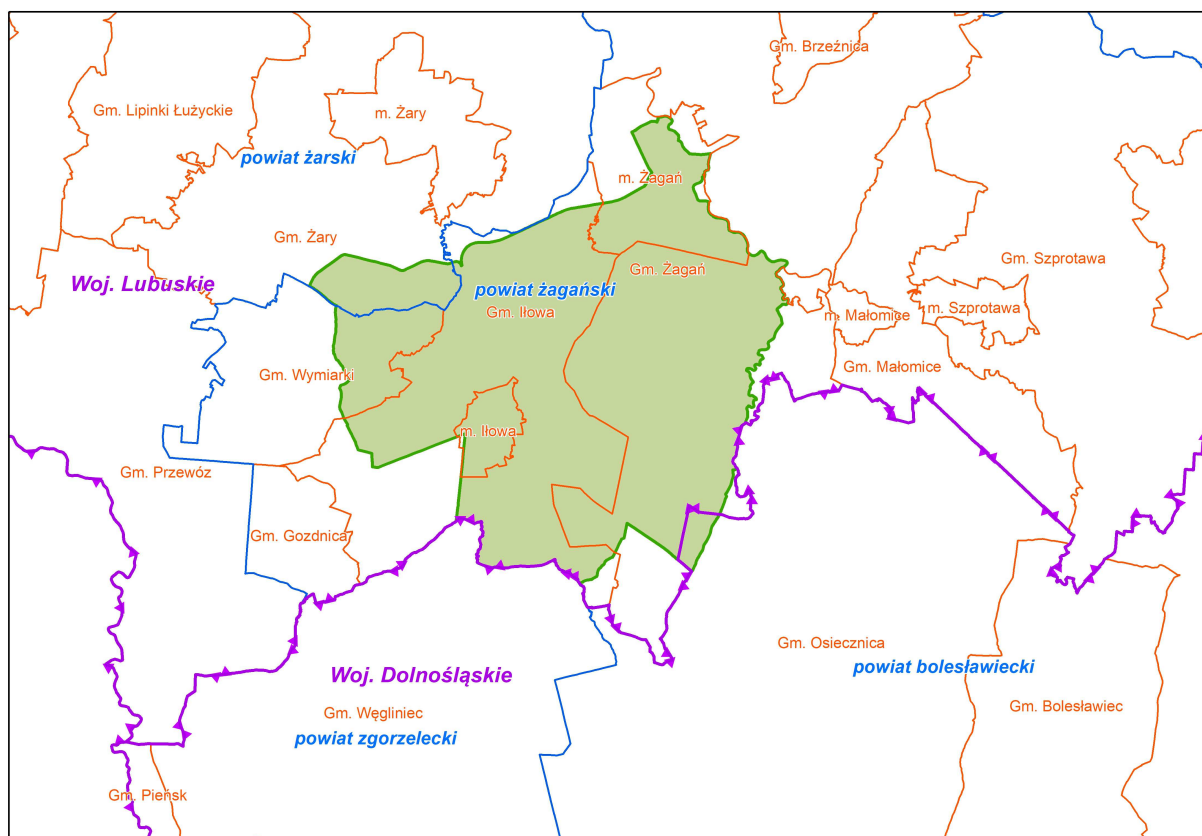 Gm. Brzeźnica
Gm. Lipinki Łużyckie
m. Żary
powiat żarski
m. Żagań
Gm. Żary
Gm. Szprotawa
Gm. Żagań
Woj. Lubuskie
powiat żagański
Gm. Iłowa
m. Małomice
m. Szprotawa
Gm. Małomice
Gm. Wymiarki
m. Iłowa
Gm. Przewóz
Gm. Gozdnica
Gm. Osiecznica
powiat bolesławiecki
Woj. Dolnośląskie
Gm. Bolesławiec
Gm. Węgliniec
powiat zgorzelecki
Gm. Pieńsk